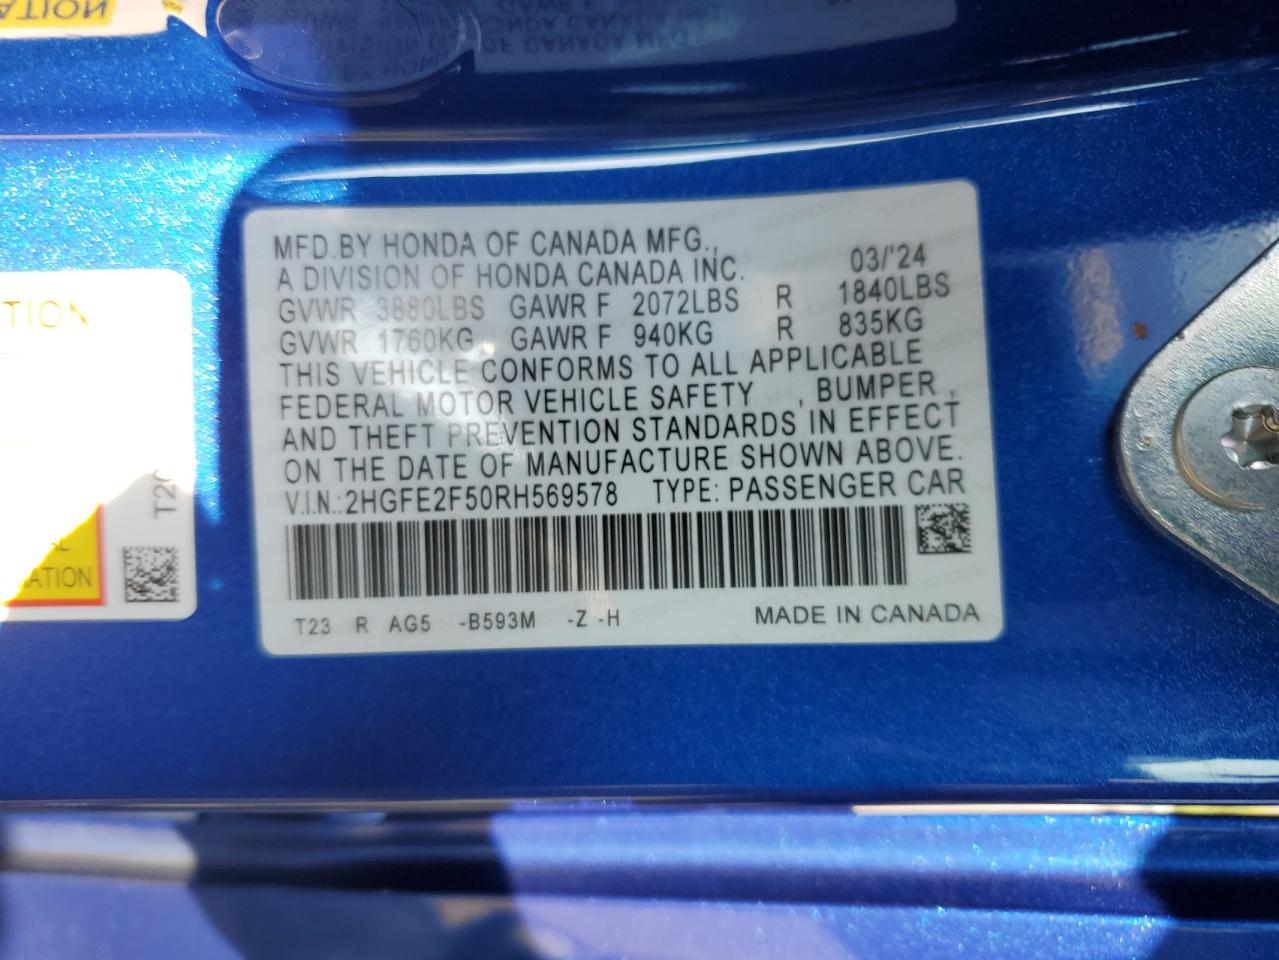 MFD.BY HONDA OF CANADA MFG.,
A DIVISION OF HONDA CANADA INC. 03/'24
GVWR 3880LBS GAWR F 2072LBS R 1840LBS
GVWR 1760KG GAWR F 940KG R 835KG
THIS VEHICLE CONFORMS TO ALL APPLICABLE
FEDERAL MOTOR VEHICLE SAFETY , BUMPER ,
AND THEFT PREVENTION STANDARDS IN EFFECT
ON THE DATE OF MANUFACTURE SHOWN ABOVE.
V.I.N.:2HGFE2F50RH569578 TYPE: PASSENGER CAR
T23 R AG5 -B593M -Z -H MADE IN CANADA